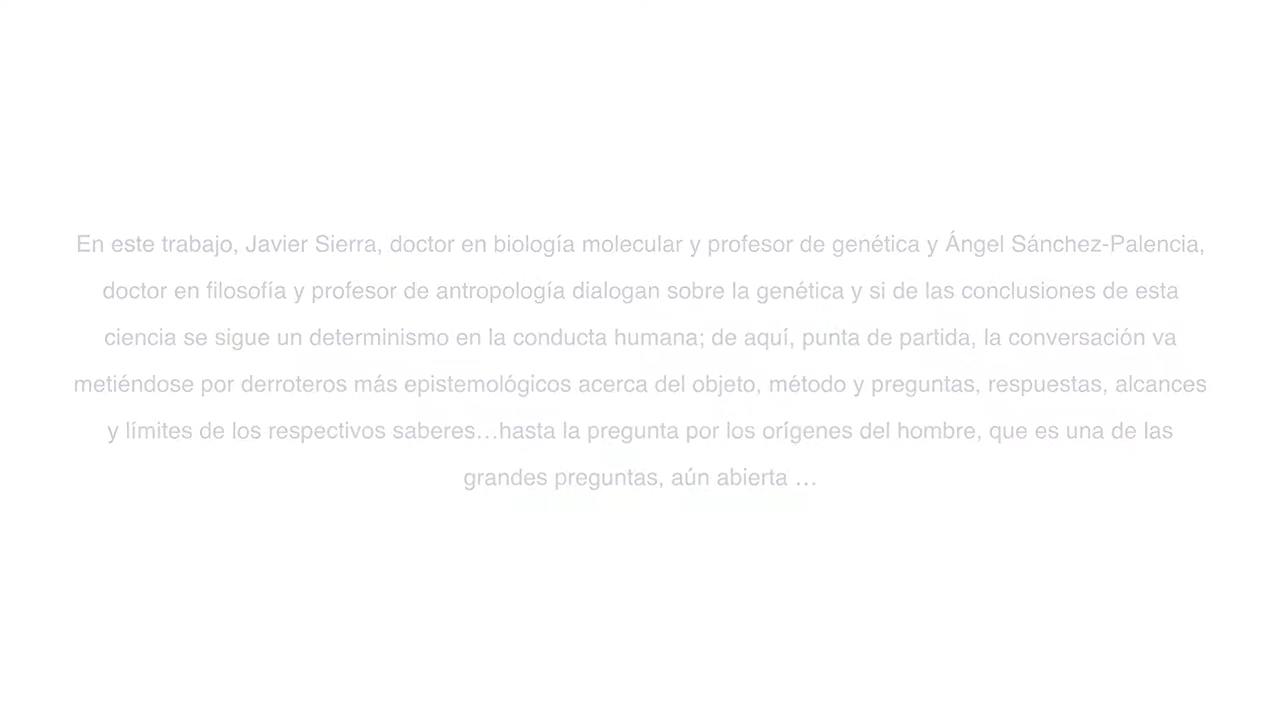 En este trabajo, Javier Sierra, doctor en biología molecular y profesor de genética y Ángel Sánchez-Palencia,
doctor en filosofía y profesor de antropología dialogan sobre la genética y si de las conclusiones de esta
ciencia se sigue un determinismo en la conducta humana; de aquí, punta de partida, la conversación va
metiéndose por derroteros más epistemológicos acerca del objeto, método y preguntas, respuestas, alcances
y límites de los respectivos saberes…hasta la pregunta por los orígenes del hombre, que es una de las
grandes preguntas, aún abierta …